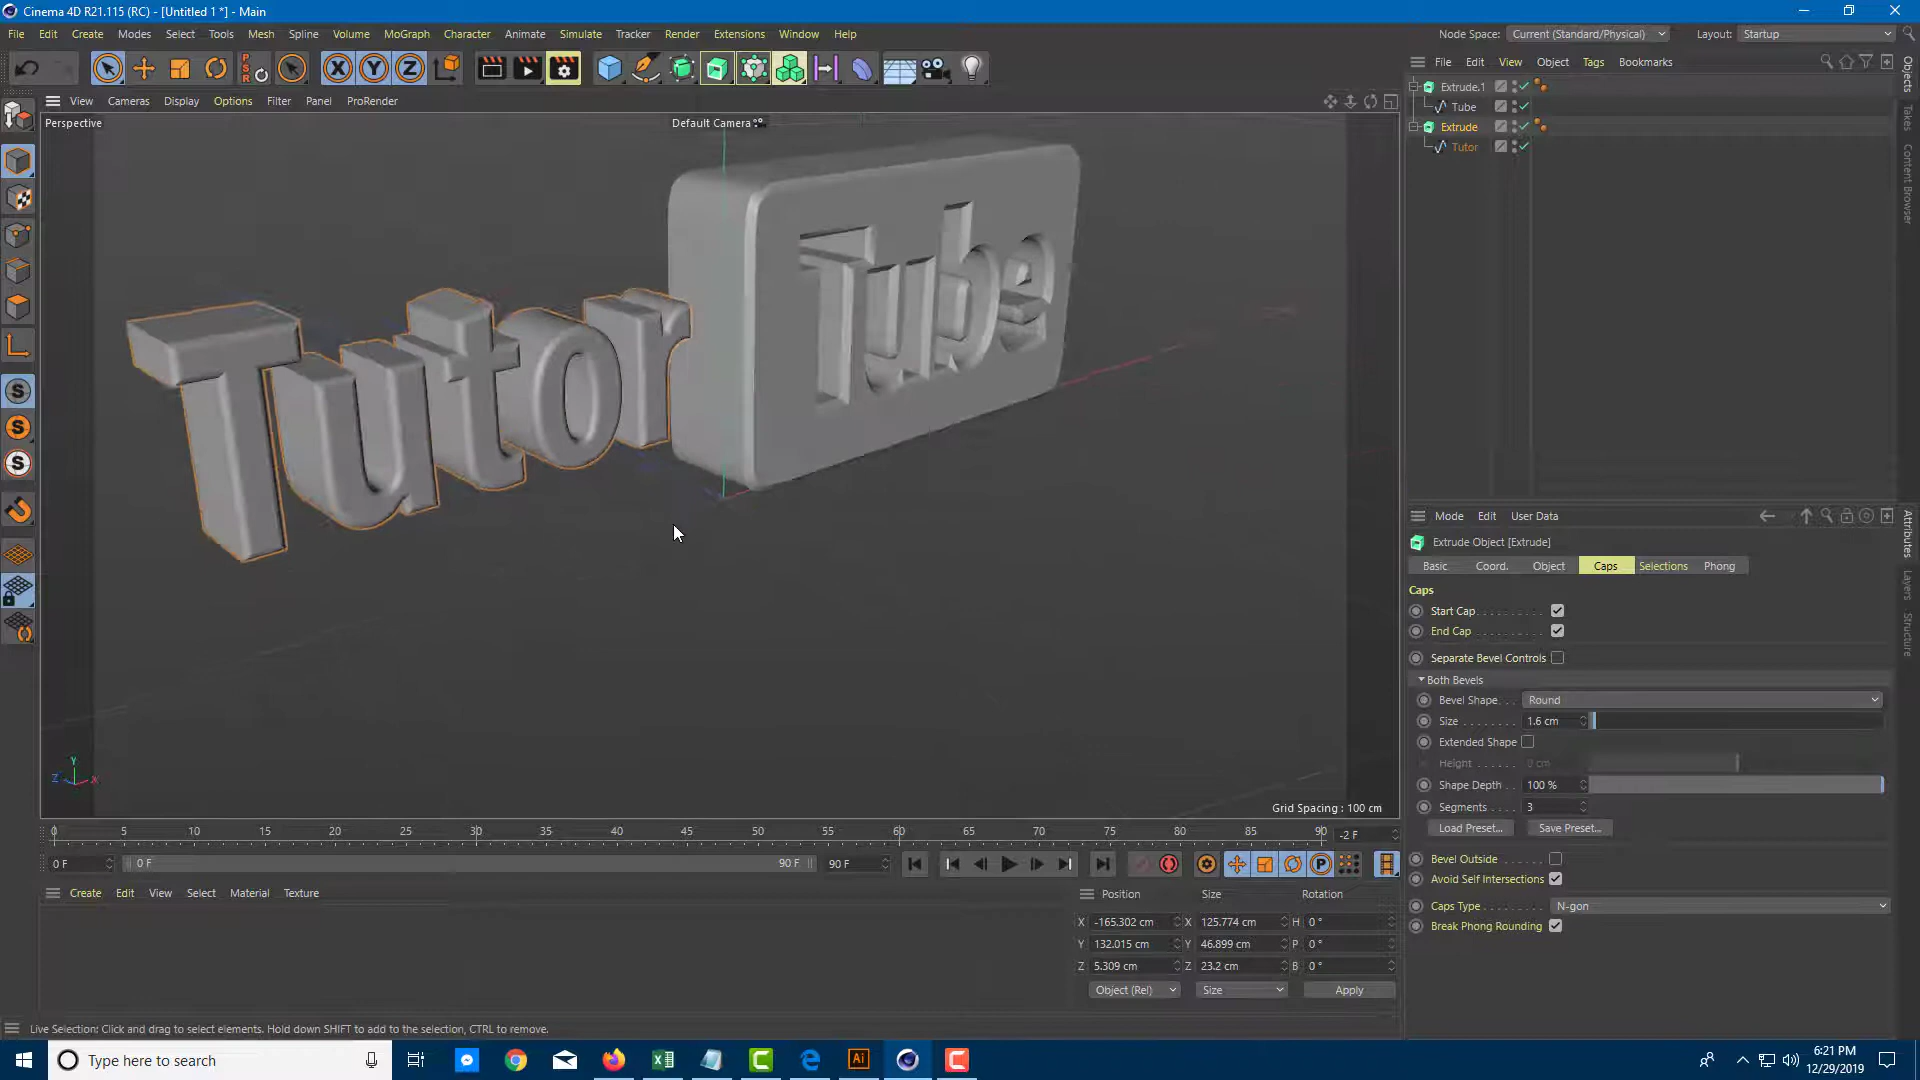 Cinema 4D R21.115 (RC) - [Untitled 1 *] - Main
File Edit Create Modes Select Tools Mesh Spline Volume MoGraph Character Animate Simulate Tracker Render Extensions Window Help
Node Space: Current (Standard/Physical) Layout: Startup
View Cameras Display Options Filter Panel ProRender
Perspective
Default Camera
Tutor
Tube
Y
Z X
Grid Spacing : 100 cm
File Edit View Object Tags Bookmarks
Extrude.1
Tube
Extrude
Tutor
Objects
Takes
Content Browser
Mode Edit User Data
Extrude Object [Extrude]
Basic Coord. Object Caps Selections Phong
Caps
Start Cap
End Cap
Separate Bevel Controls
Both Bevels
Bevel Shape Round
Size 1.6 cm
Extended Shape
Height 0 cm
Shape Depth 100 %
Segments 3
Load Preset... Save Preset...
Bevel Outside
Avoid Self Intersections
Caps Type N-gon
Break Phong Rounding
Attributes
Layers
Structure
0 5 10 15 20 25 30 35 40 45 50 55 60 65 70 75 80 85 90 -2 F
0 F 0 F 90 F 90 F
Create Edit View Select Material Texture
Position Size Rotation
X -165.302 cm X 125.774 cm H 0 °
Y 132.015 cm Y 46.899 cm P 0 °
Z 5.309 cm Z 23.2 cm B 0 °
Object (Rel) Size Apply
Live Selection: Click and drag to select elements. Hold down SHIFT to add to the selection, CTRL to remove.
Type here to search
6:21 PM
12/29/2019